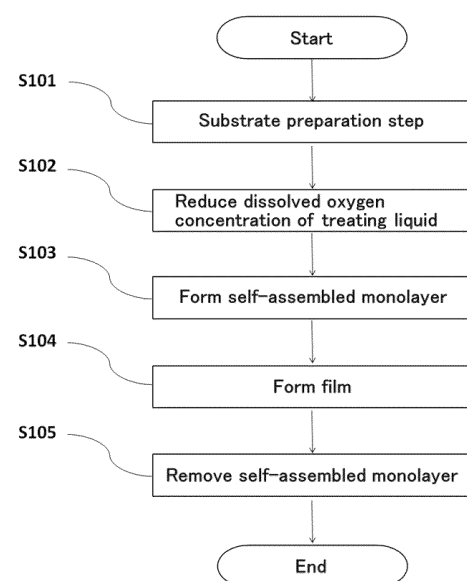 Start
S101
Substrate preparation step
S102
Reduce dissolved oxygen
concentration of treating liquid
S103
Form self-assembled monolayer
S104
Form film
S105
Remove self-assembled monolayer
End